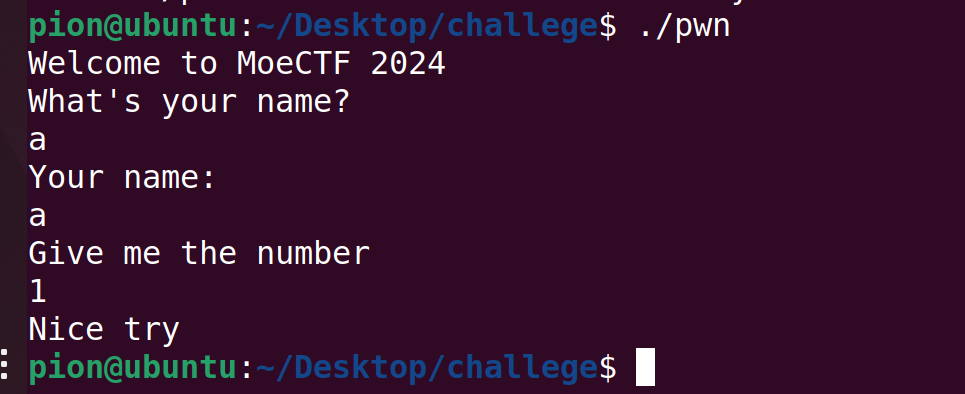 pion@ubuntu:~/Desktop/challege$ ./pwn
Welcome to MoeCTF 2024
What's your name?
a
Your name:
a
Give me the number
1
Nice try
pion@ubuntu:~/Desktop/challege$